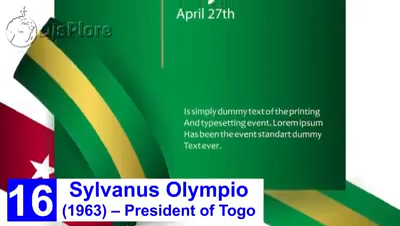 ejsPlore
April 27th
Is simply dummy text of the printing
And typesetting event. Lorem Ipsum
Has been the event standart dummy
Text ever.
16
Sylvanus Olympio
(1963) – President of Togo